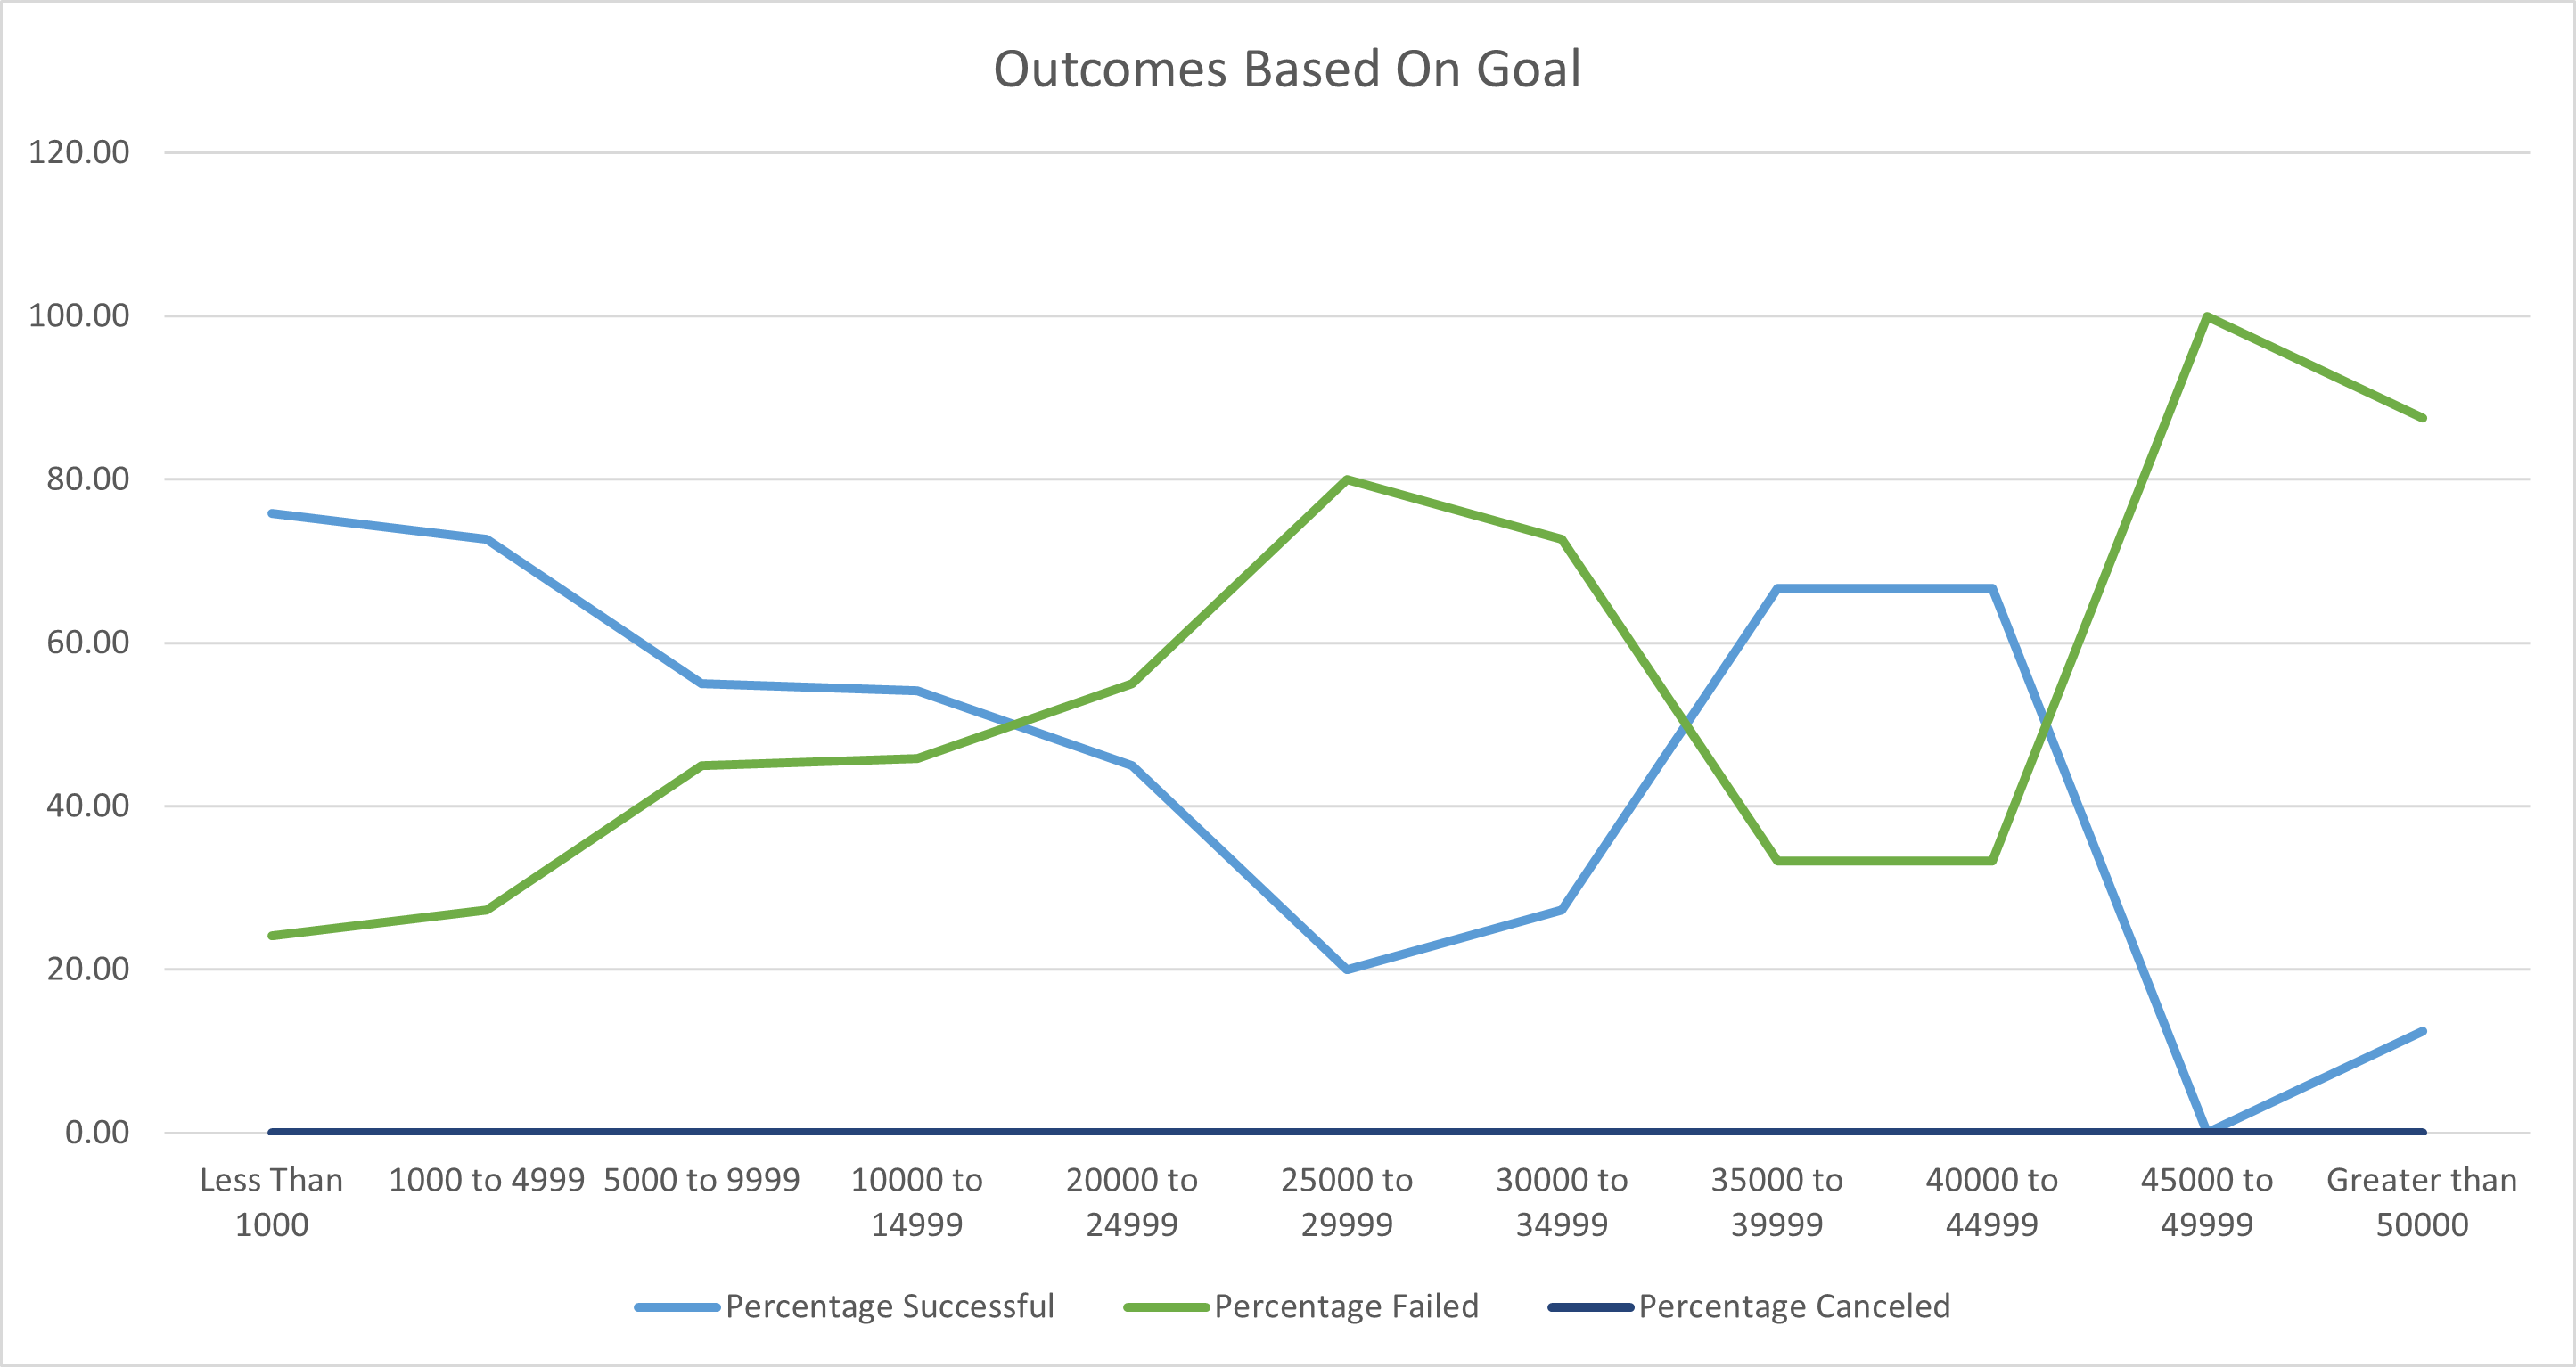 Outcomes Based On Goal
120.00
100.00
80.00
60.00
40.00
20.00
0.00
Less Than
1000
1000 to 4999
5000 to 9999
10000 to
14999
20000 to
24999
25000 to
29999
30000 to
34999
35000 to
39999
40000 to
44999
45000 to
49999
Greater than
50000
Percentage Successful
Percentage Failed
Percentage Canceled